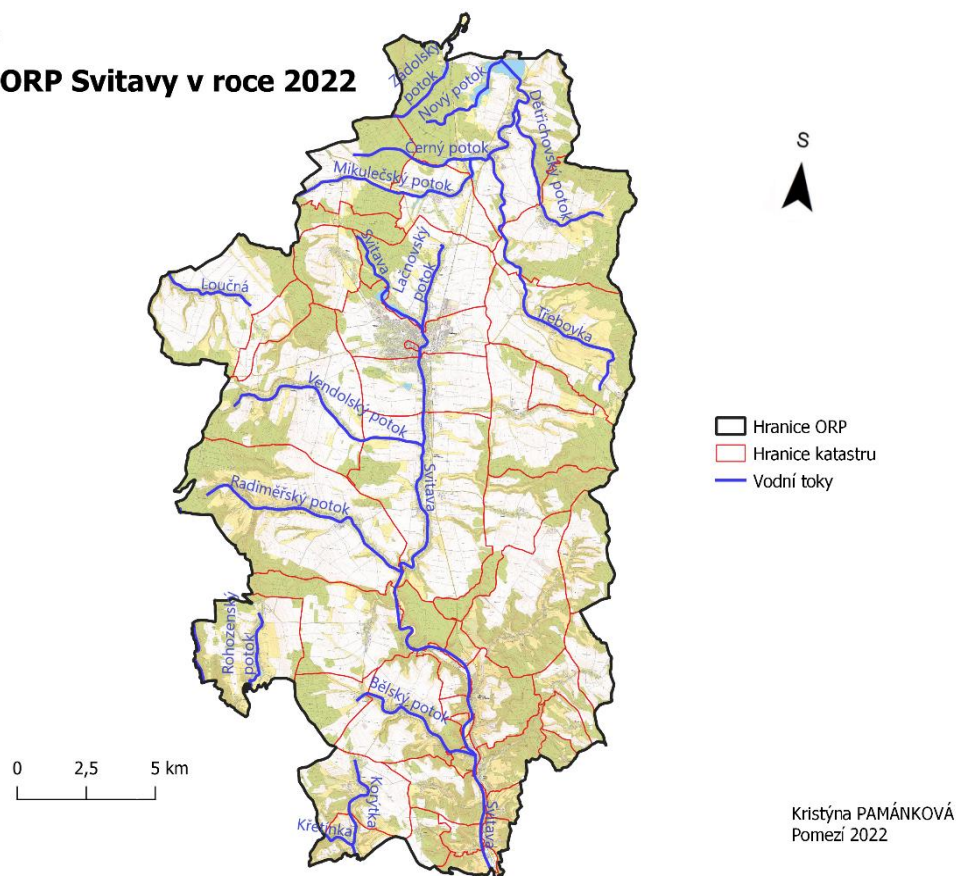 ORP Svitavy v roce 2022
Zádolský
potok
Nový potok
Dětřichovský potok
Černý potok
Mikulečský potok
S
Svitava
Lačnovský
potok
Loučná
Třebovka
Vendolský potok
Hranice ORP
Hranice katastru
Vodní toky
Svitava
Radiměřský potok
Rohozenský
potok
Bělský potok
0 2,5 5 km
Korýtka
Křetínka
Svitava
Kristýna PAMÁNKOVÁ
Pomezí 2022